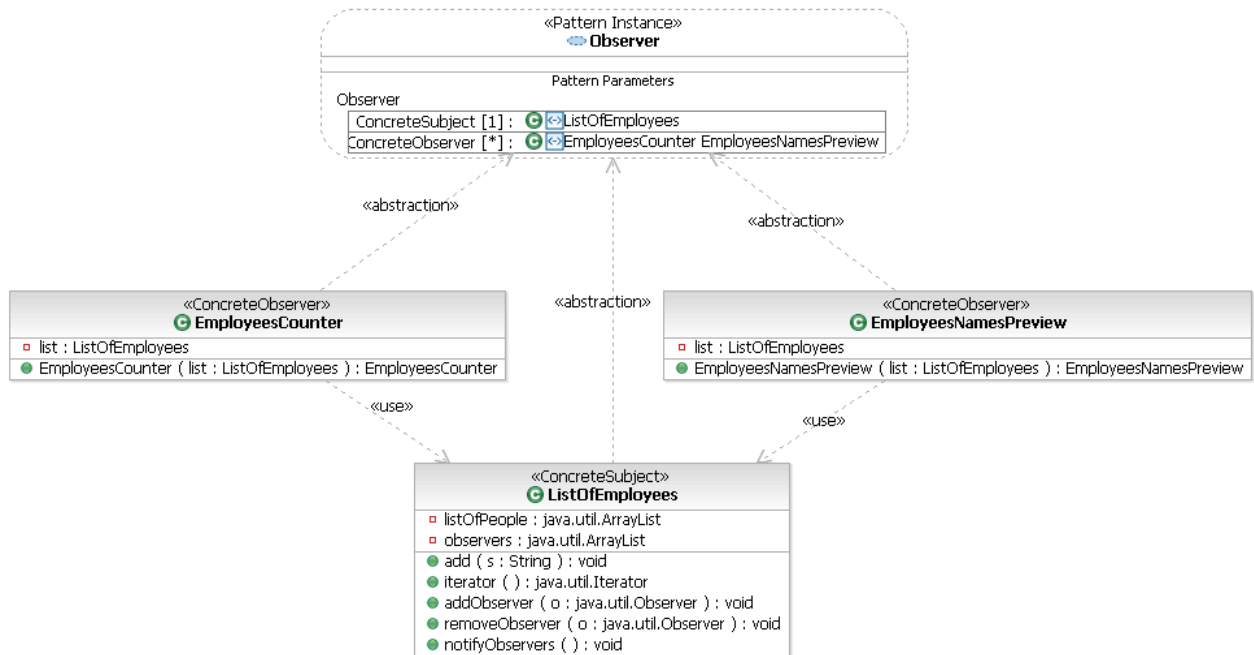 «Pattern Instance»
Observer
Pattern Parameters
Observer
ConcreteSubject [1] : C ListOfEmployees
ConcreteObserver [*] : C EmployeesCounter EmployeesNamesPreview
«abstraction»
«abstraction»
«abstraction»
«ConcreteObserver»
C EmployeesCounter
list : ListOfEmployees
EmployeesCounter ( list : ListOfEmployees ) : EmployeesCounter
«ConcreteObserver»
C EmployeesNamesPreview
list : ListOfEmployees
EmployeesNamesPreview ( list : ListOfEmployees ) : EmployeesNamesPreview
«use»
«use»
«ConcreteSubject»
C ListOfEmployees
listOfPeople : java.util.ArrayList
observers : java.util.ArrayList
add ( s : String ) : void
iterator ( ) : java.util.Iterator
addObserver ( o : java.util.Observer ) : void
removeObserver ( o : java.util.Observer ) : void
notifyObservers ( ) : void